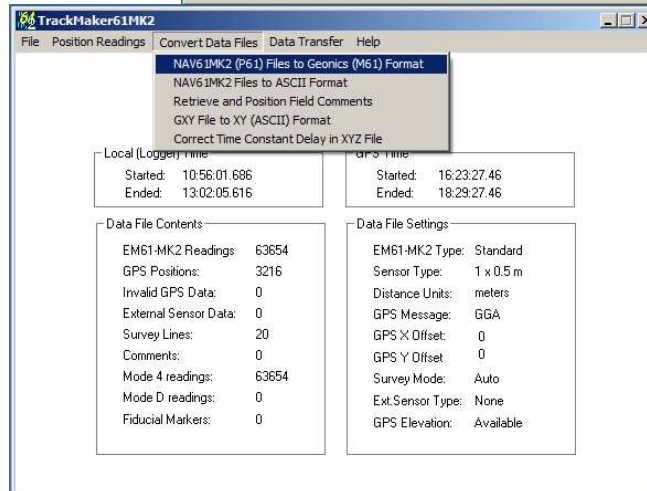 TrackMaker61MK2
File Position Readings Convert Data Files Data Transfer Help
NAV61MK2 (P61) Files to Geonics (M61) Format
NAV61MK2 Files to ASCII Format
Retrieve and Position Field Comments
GXY File to XY (ASCII) Format
Correct Time Constant Delay in XYZ File
Local (Logger) Time
Started: 10:56:01.686
Ended: 13:02:05.616
GPS Time
Started: 16:23:27.46
Ended: 18:29:27.46
Data File Contents
EM61-MK2 Readings 63654
GPS Positions: 3216
Invalid GPS Data: 0
External Sensor Data: 0
Survey Lines: 20
Comments: 0
Mode 4 readings: 63654
Mode D readings: 0
Fiducial Markers: 0
Data File Settings
EM61-MK2 Type: Standard
Sensor Type: 1 x 0.5 m
Distance Units: meters
GPS Message: GGA
GPS X Offset: 0
GPS Y Offset 0
Survey Mode: Auto
Ext.Sensor Type: None
GPS Elevation: Available